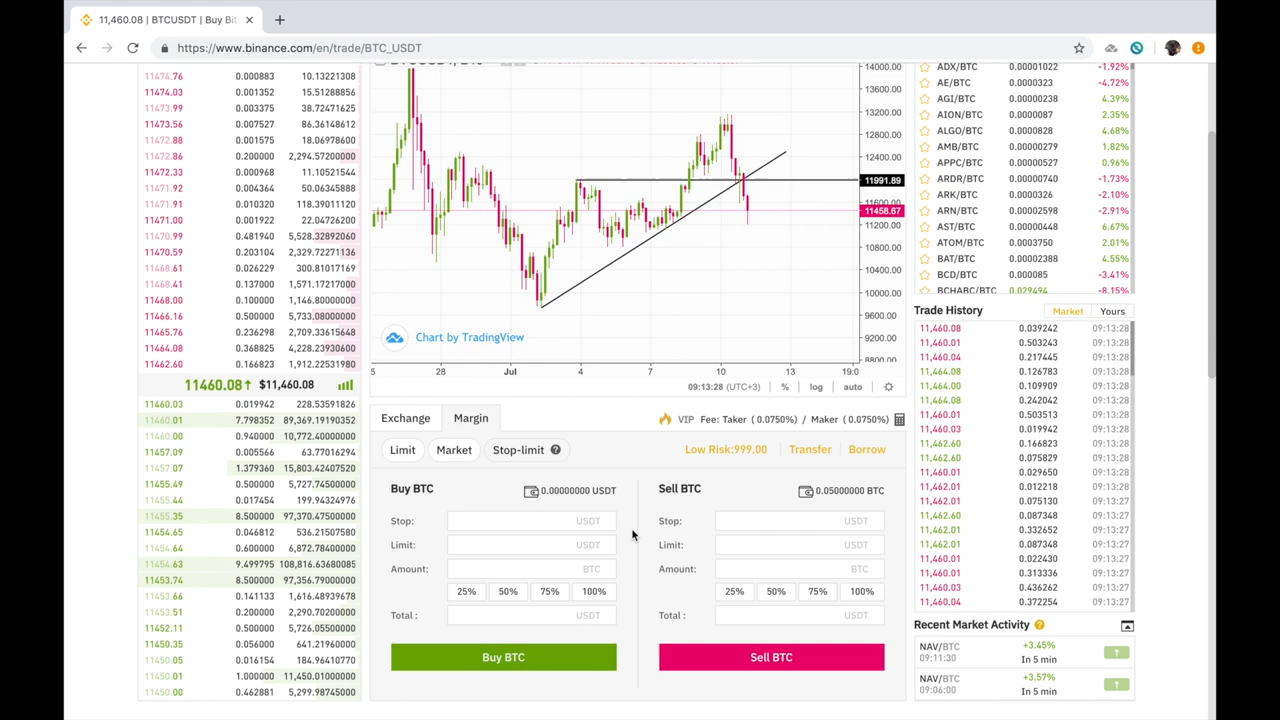 11,460.08 | BTCUSDT | Buy Bit
https://www.binance.com/en/trade/BTC_USDT
11474.76 0.000883 10.13221308
11474.03 0.001352 15.51288856
11473.99 0.003375 38.72471625
11473.56 0.007527 86.36148612
11472.88 0.001575 18.06978600
11472.86 0.200000 2,294.57200000
11472.33 0.000968 11.10521544
11471.92 0.004364 50.06345888
11471.91 0.010320 118.39011120
11471.00 0.001922 22.04726200
11470.99 0.481940 5,528.32892060
11470.59 0.203104 2,329.72271136
11468.61 0.026229 300.81017169
11468.41 0.137000 1,571.17217000
11468.00 0.100000 1,146.80000000
11466.16 0.500000 5,733.08000000
11465.76 0.236298 2,709.33615648
11464.08 0.368825 4,228.23930600
11462.60 0.166823 1,912.22531980
11460.08↑ $11,460.08
11460.03 0.019942 228.53591826
11460.01 7.798352 89,369.19190352
11460.00 0.940000 10,772.40000000
11457.09 0.005566 63.77016294
11457.07 1.379360 15,803.42407520
11455.49 0.500000 5,727.74500000
11455.44 0.017454 199.94324976
11455.35 8.500000 97,370.47500000
11454.65 0.046812 536.21507580
11454.64 0.600000 6,872.78400000
11454.63 9.499795 108,816.63680085
11453.74 8.500000 97,356.79000000
11453.66 0.141133 1,616.48939678
11453.51 0.200000 2,290.70200000
11452.11 0.500000 5,726.05500000
11450.35 0.056000 641.21960000
11450.05 0.016154 184.96410770
11450.01 1.000000 11,450.01000000
11450.00 0.462881 5,299.98745000
14000.00
13600.00
13200.00
12800.00
12400.00
11991.89
11600.00
11458.67
11200.00
10800.00
10400.00
10000.00
9600.00
9200.00
8800.00
Chart by TradingView
5 28 Jul 4 7 10 13 19:0
09:13:28 (UTC+3) % log auto
Exchange Margin
VIP Fee: Taker ( 0.0750% ) / Maker ( 0.0750% )
Limit Market Stop-limit ?
Low Risk:999.00 Transfer Borrow
Buy BTC 0.00000000 USDT
Stop: USDT
Limit: USDT
Amount: BTC
25% 50% 75% 100%
Total : USDT
Buy BTC
Sell BTC 0.05000000 BTC
Stop: USDT
Limit: USDT
Amount: BTC
25% 50% 75% 100%
Total : USDT
Sell BTC
ADX/BTC 0.00001022 -1.92%
AE/BTC 0.0000323 -4.72%
AGI/BTC 0.00000238 4.39%
AION/BTC 0.0000087 2.35%
ALGO/BTC 0.0000828 4.68%
AMB/BTC 0.00000190 1.82%
APPC/BTC 0.00000527 0.96%
ARDR/BTC 0.00000779 -1.73%
ARK/BTC 0.0000326 -2.10%
ARN/BTC 0.00002598 -2.91%
AST/BTC 0.00000448 6.67%
ATOM/BTC 0.0003750 2.01%
BAT/BTC 0.00002388 4.55%
BCD/BTC 0.000085 -3.41%
BCHABC/BTC 0.029494 -8.15%
Trade History Market Yours
11,460.08 0.039242 09:13:28
11,460.01 0.503243 09:13:28
11,460.04 0.217445 09:13:28
11,464.08 0.126783 09:13:28
11,464.00 0.109909 09:13:28
11,464.08 0.242042 09:13:28
11,460.01 0.503513 09:13:28
11,460.03 0.019942 09:13:28
11,462.60 0.166823 09:13:28
11,462.60 0.075829 09:13:28
11,460.01 0.029650 09:13:28
11,462.01 0.012218 09:13:28
11,462.01 0.075130 09:13:28
11,462.60 0.087348 09:13:28
11,462.01 0.332652 09:13:28
11,462.01 0.087348 09:13:28
11,460.01 0.022430 09:13:27
11,460.01 0.313336 09:13:27
11,460.03 0.436262 09:13:27
11,460.04 0.372254 09:13:27
Recent Market Activity ?
NAV/BTC +3.45%
09:11:30 In 5 min
NAV/BTC +3.57%
09:06:00 In 5 min